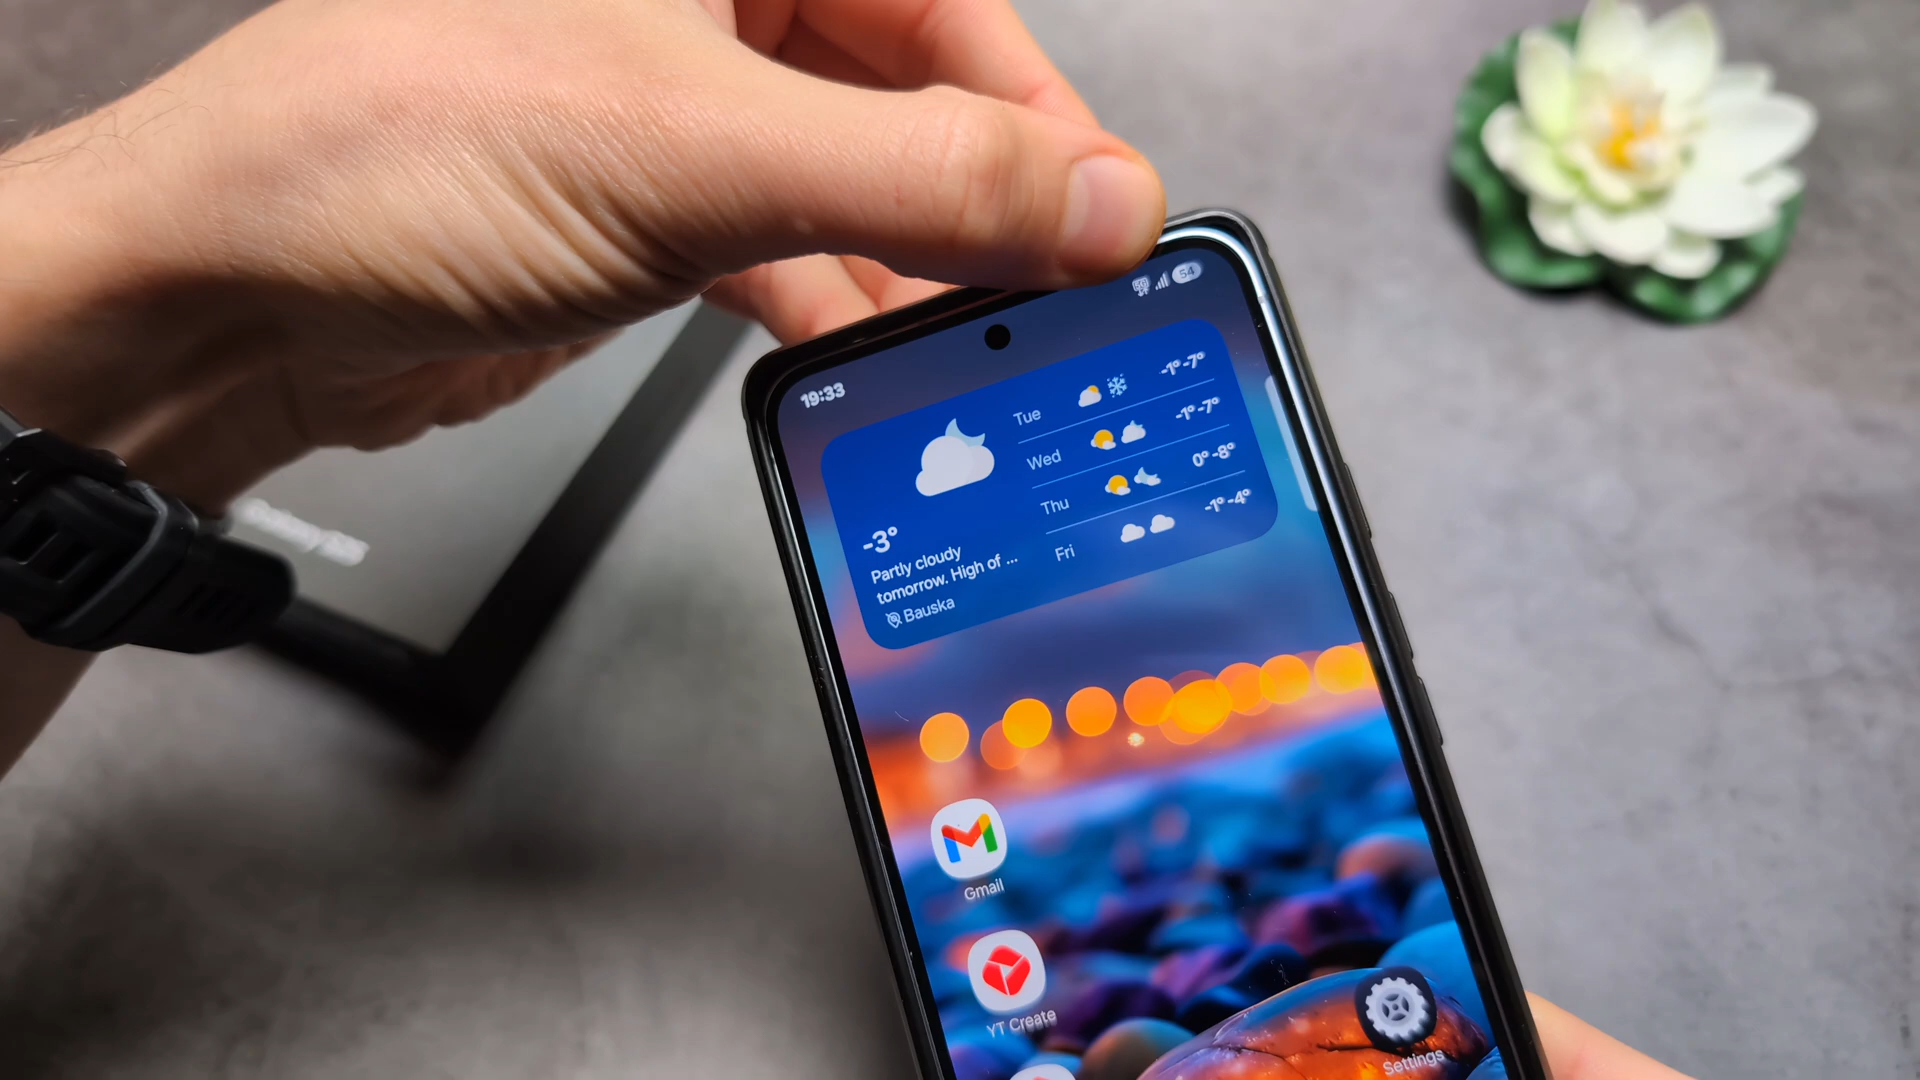 19:33
54
-3°
Partly cloudy
tomorrow. High of ...
Bauska
Tue -1° -7°
Wed -1° -7°
Thu 0° -8°
Fri -1° -4°
Gmail
YT Create
Settings